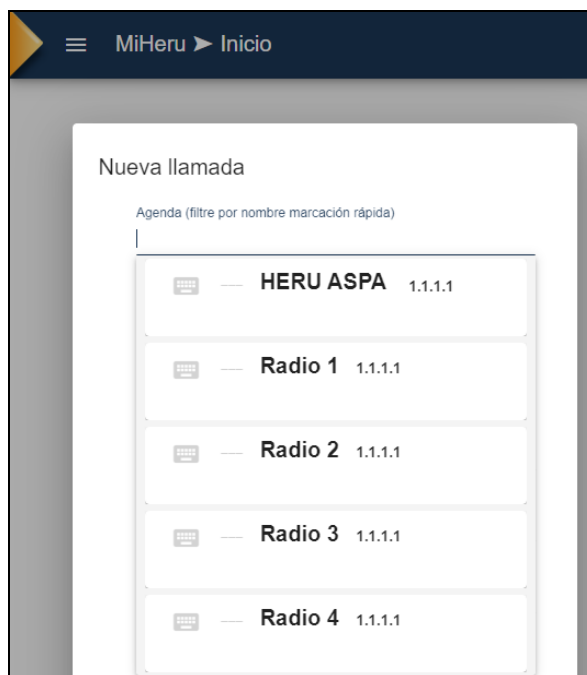 MiHeru ➤ Inicio
Nueva llamada
Agenda (filtre por nombre marcación rápida)
HERU ASPA 1.1.1.1
Radio 1 1.1.1.1
Radio 2 1.1.1.1
Radio 3 1.1.1.1
Radio 4 1.1.1.1